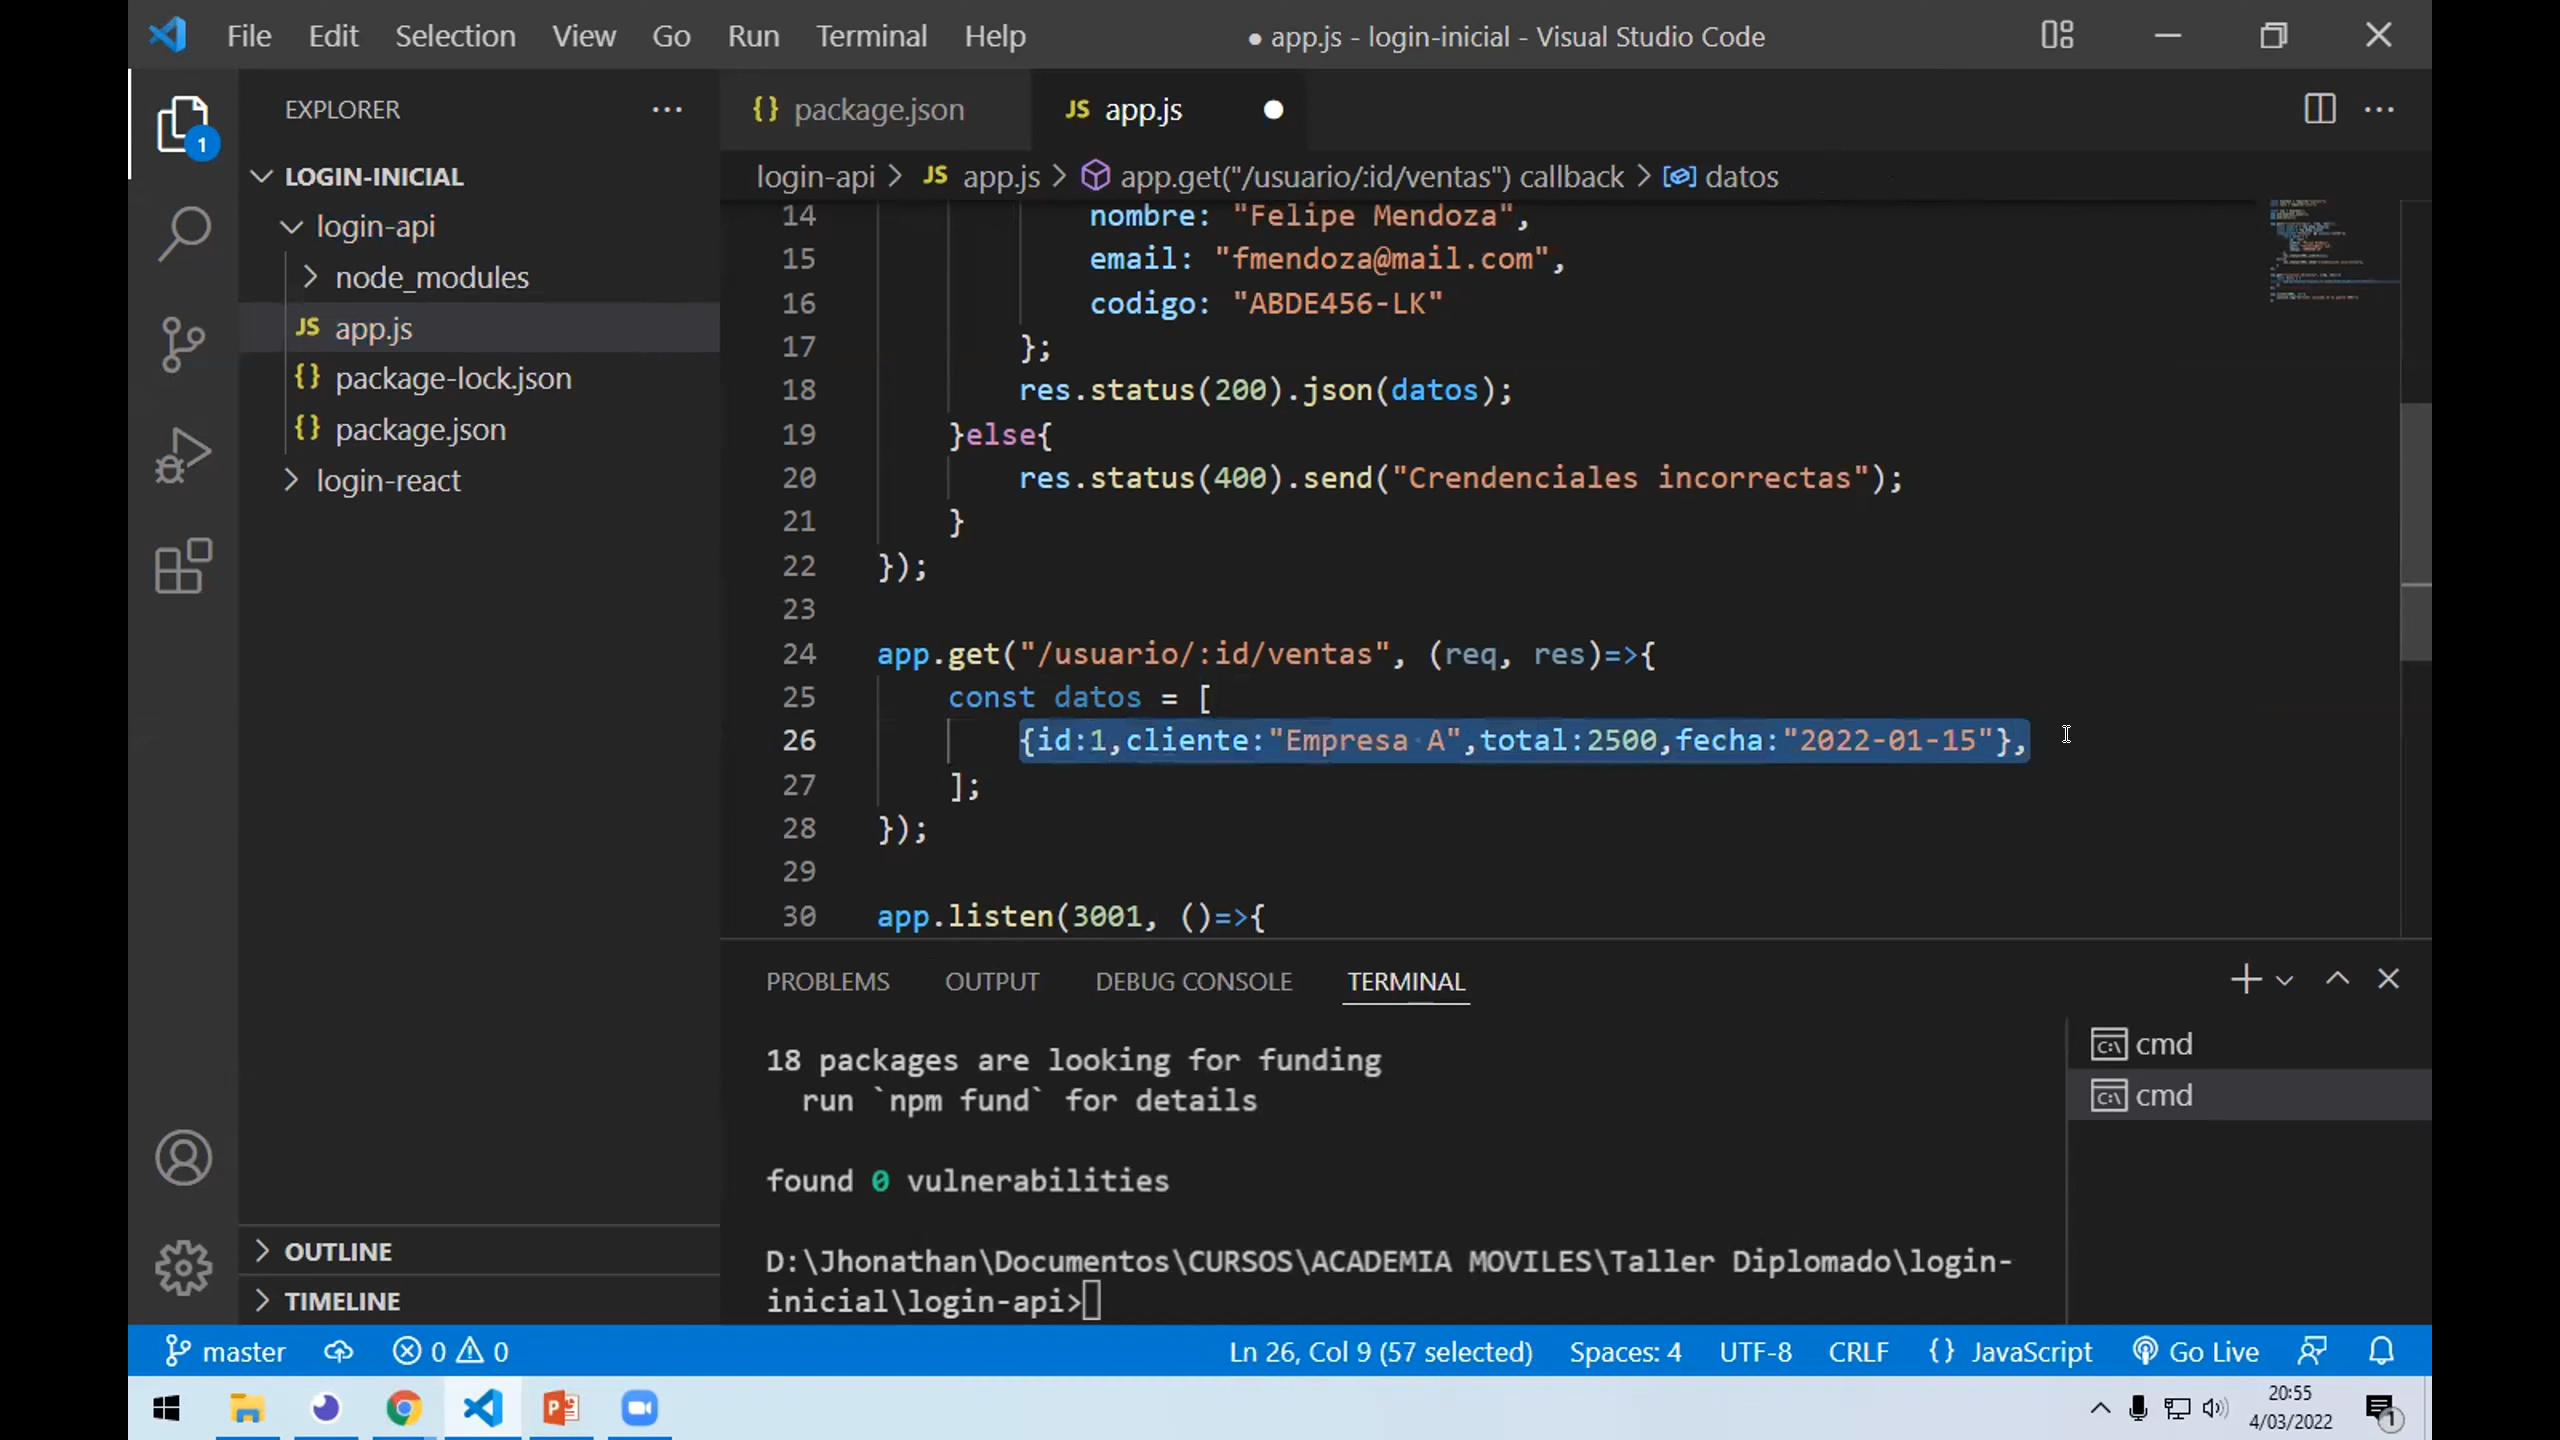 File Edit Selection View Go Run Terminal Help ● app.js - login-inicial - Visual Studio Code
EXPLORER ···
1
LOGIN-INICIAL
login-api
node_modules
JS app.js
{} package-lock.json
{} package.json
login-react
OUTLINE
TIMELINE
{} package.json JS app.js ●
login-api > JS app.js > app.get("/usuario/:id/ventas") callback > datos
14 nombre: "Felipe Mendoza",
15 email: "fmendoza@mail.com",
16 codigo: "ABDE456-LK"
17 };
18 res.status(200).json(datos);
19 }else{
20 res.status(400).send("Crendenciales incorrectas");
21 }
22 });
23
24 app.get("/usuario/:id/ventas", (req, res)=>{
25 const datos = [
26 {id:1,cliente:"Empresa·A",total:2500,fecha:"2022-01-15"},
27 ];
28 });
29
30 app.listen(3001, ()=>{
PROBLEMS OUTPUT DEBUG CONSOLE TERMINAL
18 packages are looking for funding
run `npm fund` for details
found 0 vulnerabilities
D:\Jhonathan\Documentos\CURSOS\ACADEMIA MOVILES\Taller Diplomado\login-
inicial\login-api>
cmd
cmd
master 0 0 Ln 26, Col 9 (57 selected) Spaces: 4 UTF-8 CRLF {} JavaScript Go Live
20:55
4/03/2022
1